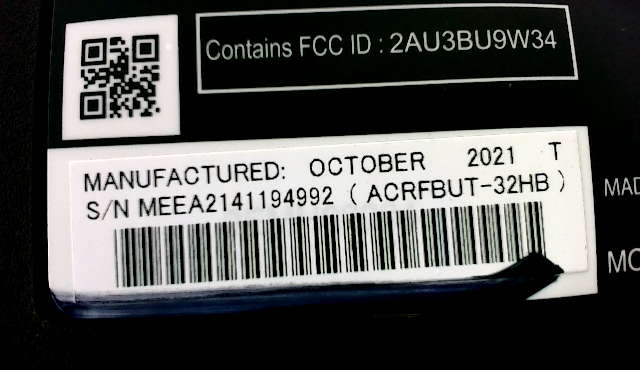 Contains FCC ID : 2AU3BU9W34
MANUFACTURED: OCTOBER 2021 T
S/N MEEA2141194992 ( ACRFBUT-32HB )